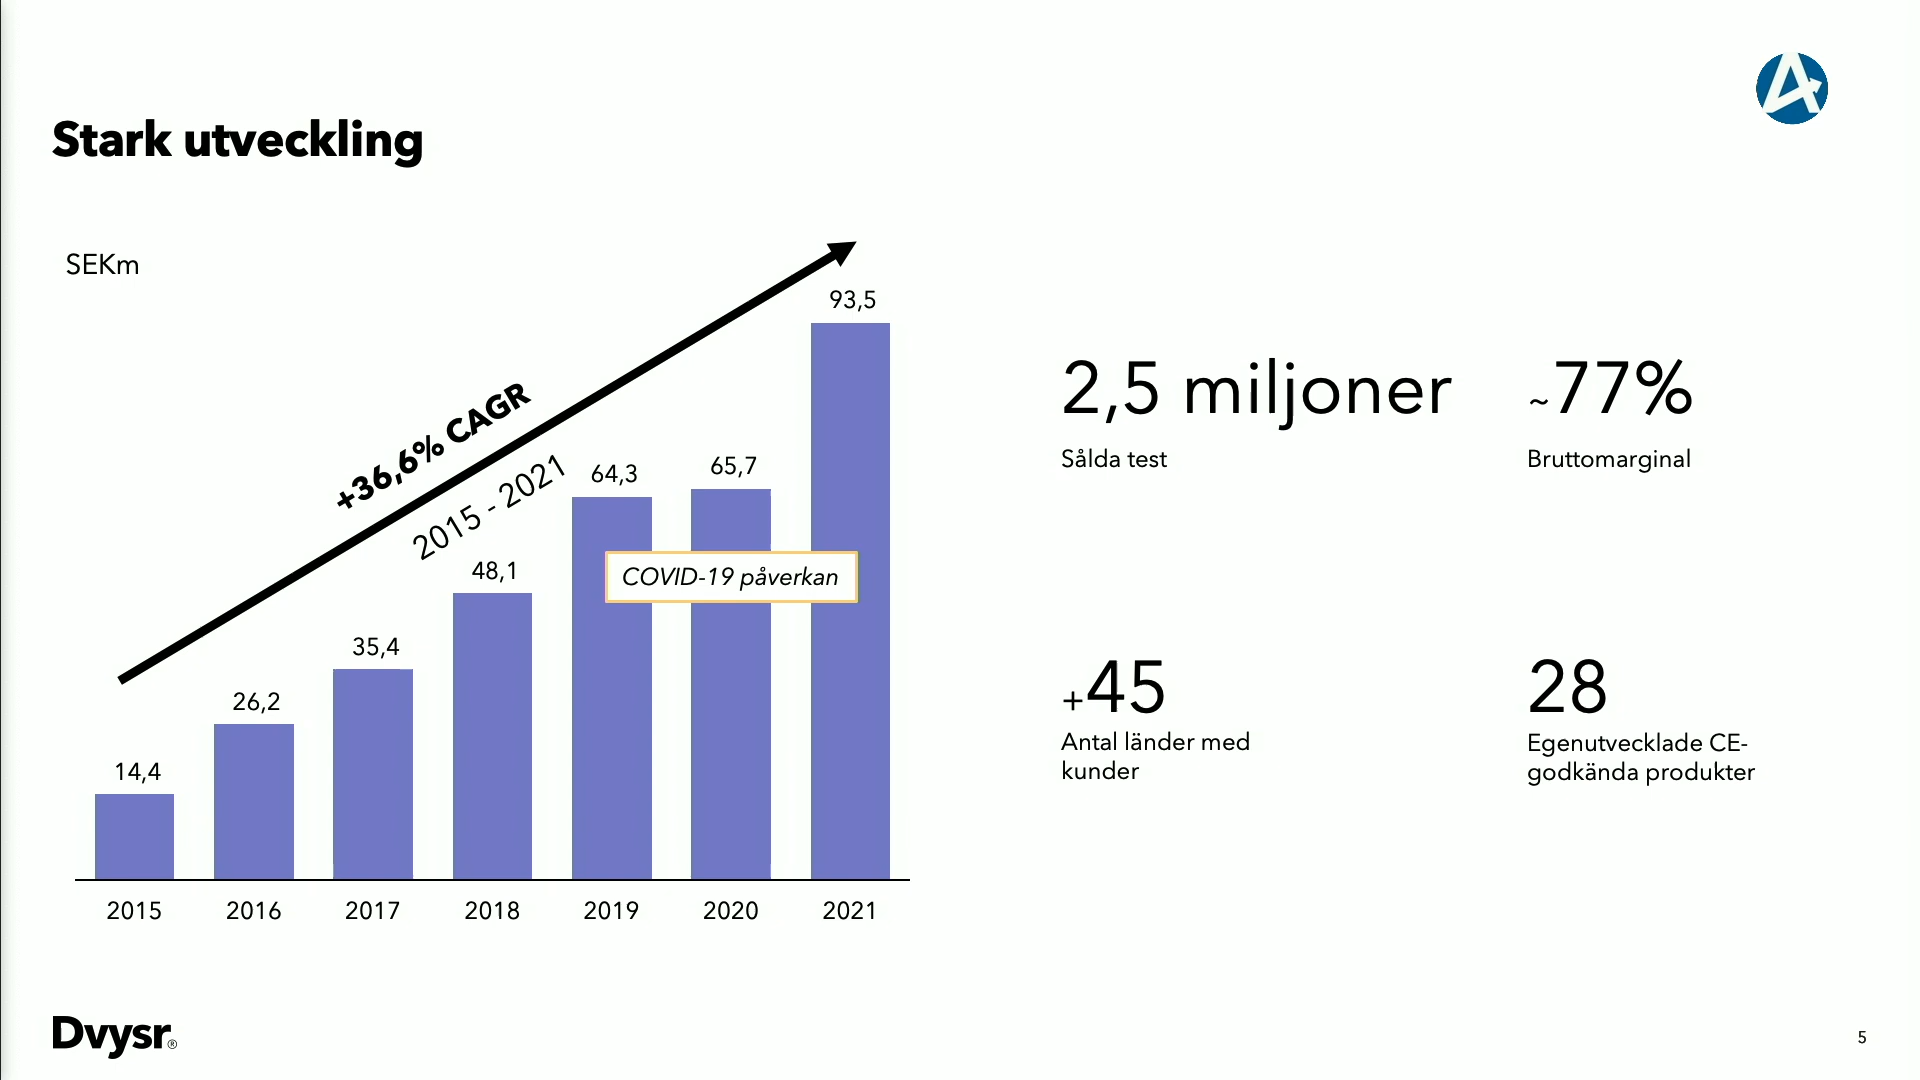 Stark utveckling
SEKm
+36,6% CAGR
2015 - 2021
14,4
26,2
35,4
48,1
64,3
65,7
93,5
COVID-19 påverkan
2015 2016 2017 2018 2019 2020 2021
2,5 miljoner
Sålda test
~77%
Bruttomarginal
+45
Antal länder med
kunder
28
Egenutvecklade CE-
godkända produkter
Dvysr®
5